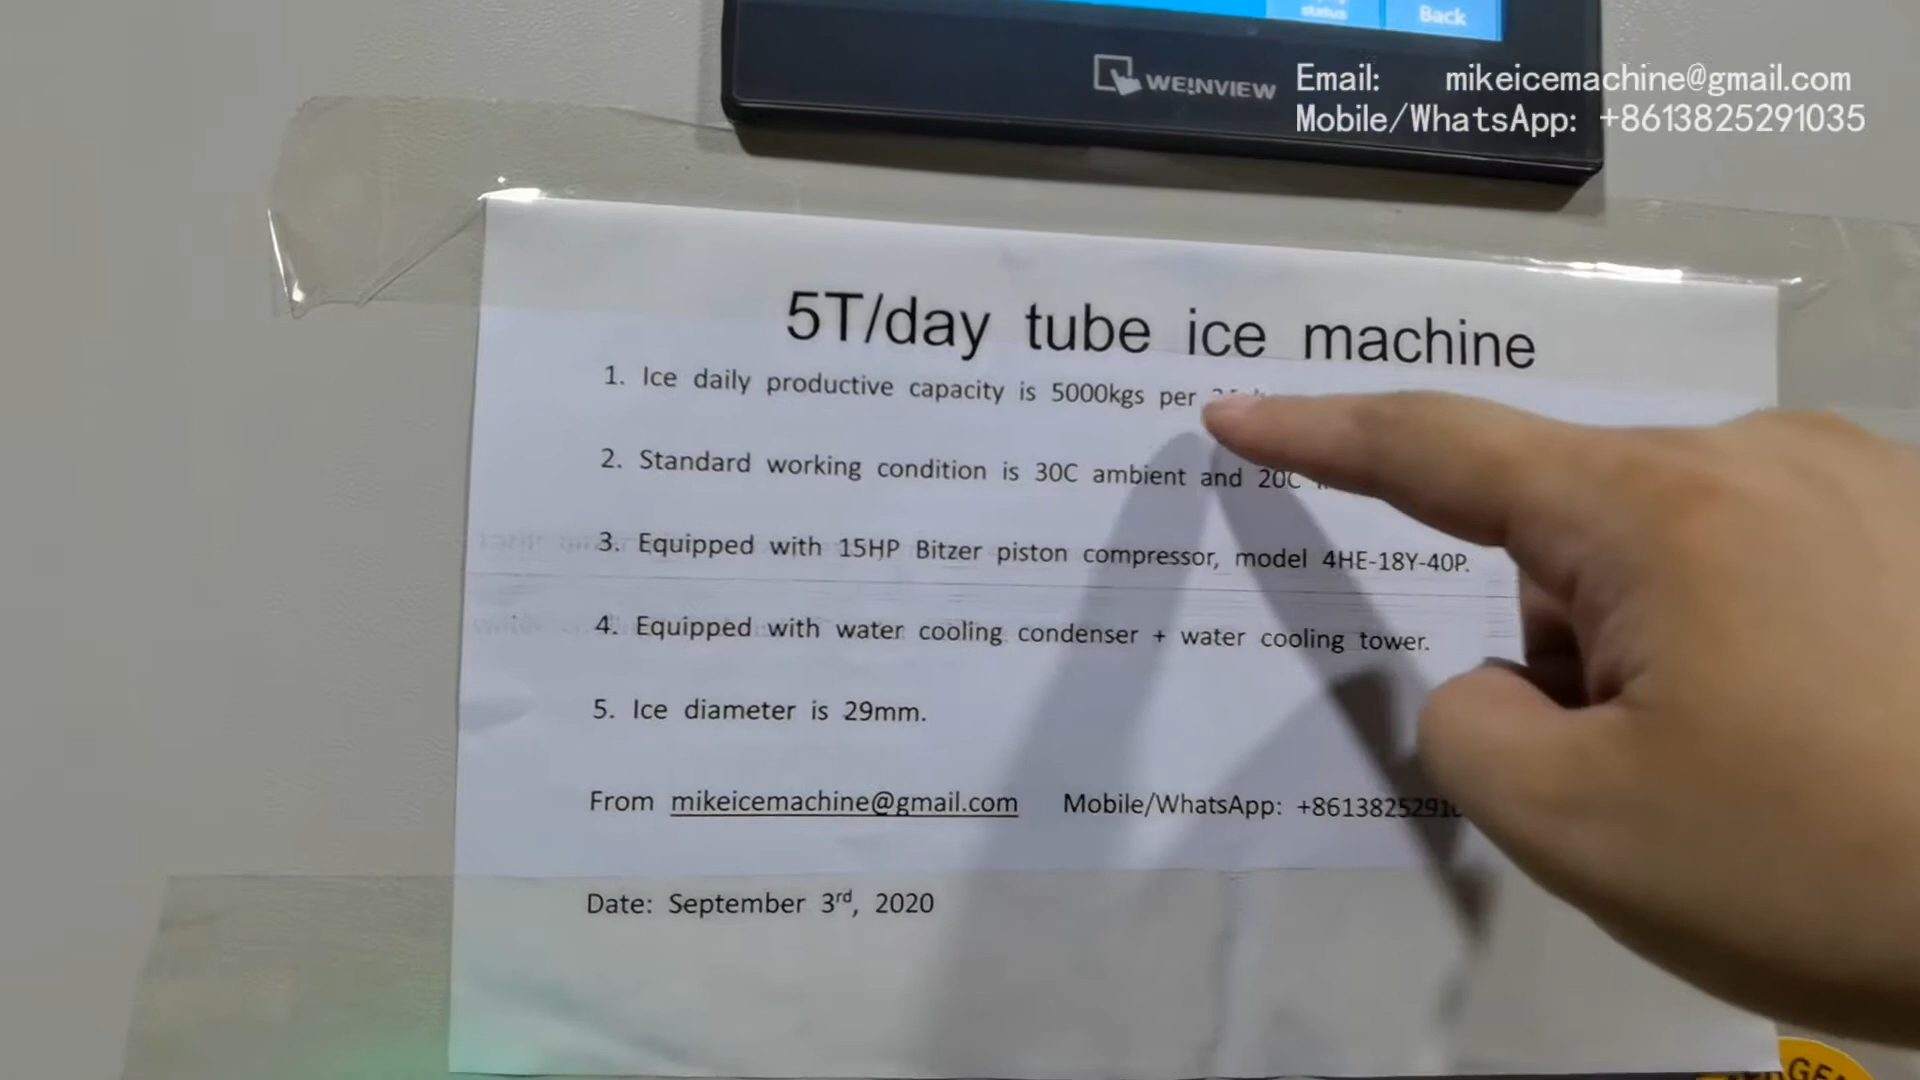 status Back
WEINVIEW
Email: mikeicemachine@gmail.com
Mobile/WhatsApp: +8613825291035
5T/day tube ice machine
1. Ice daily productive capacity is 5000kgs per
2. Standard working condition is 30C ambient and 20C
3. Equipped with 15HP Bitzer piston compressor, model 4HE-18Y-40P.
4. Equipped with water cooling condenser + water cooling tower.
5. Ice diameter is 29mm.
From mikeicemachine@gmail.com Mobile/WhatsApp: +86138252910
Date: September 3rd, 2020